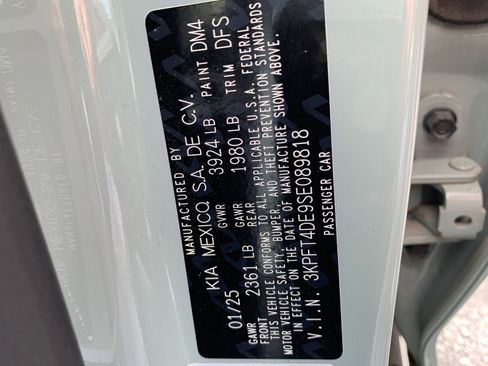 MANUFACTURED BY
KIA MEXICO, S.A. DE C.V.
01/25 GVWR 3924 LB PAINT DM4
GAWR FRONT 2361 LB GAWR REAR 1980 LB TRIM DFS
THIS VEHICLE CONFORMS TO ALL APPLICABLE U.S.A. FEDERAL
MOTOR VEHICLE SAFETY, BUMPER, AND THEFT PREVENTION STANDARDS
IN EFFECT ON THE DATE OF MANUFACTURE SHOWN ABOVE.
V.I.N. 3KPFT4DE9SE089818
PASSENGER CAR